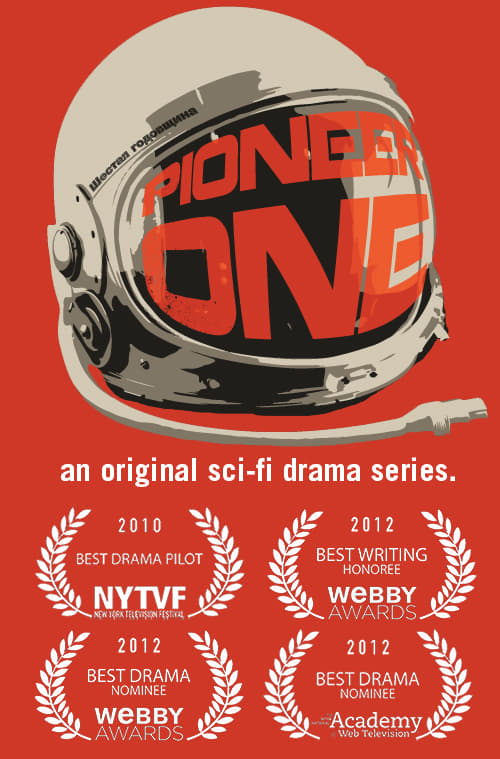 Шестая годовщина
PIONEER
ONE
an original sci-fi drama series.
2010
BEST DRAMA PILOT
NYTVF
NEW YORK TELEVISION FESTIVAL
2012
BEST WRITING
HONOREE
WEBBY
AWARDS
2012
BEST DRAMA
NOMINEE
WEBBY
AWARDS
2012
BEST DRAMA
NOMINEE
Academy
of Web Television